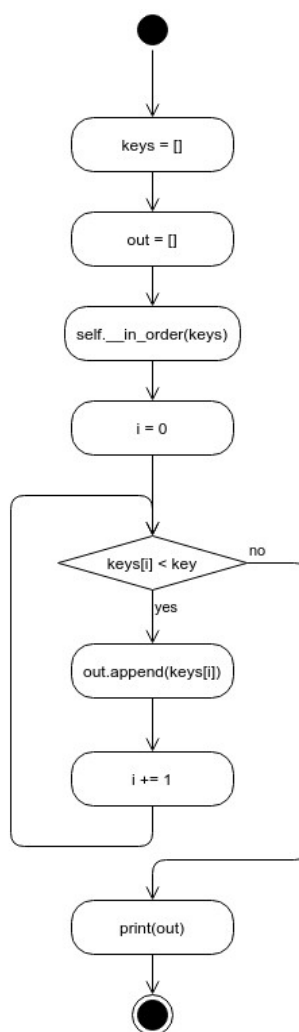 keys = []
out = []
self.__in_order(keys)
i = 0
keys[i] < key
no
yes
out.append(keys[i])
i += 1
print(out)